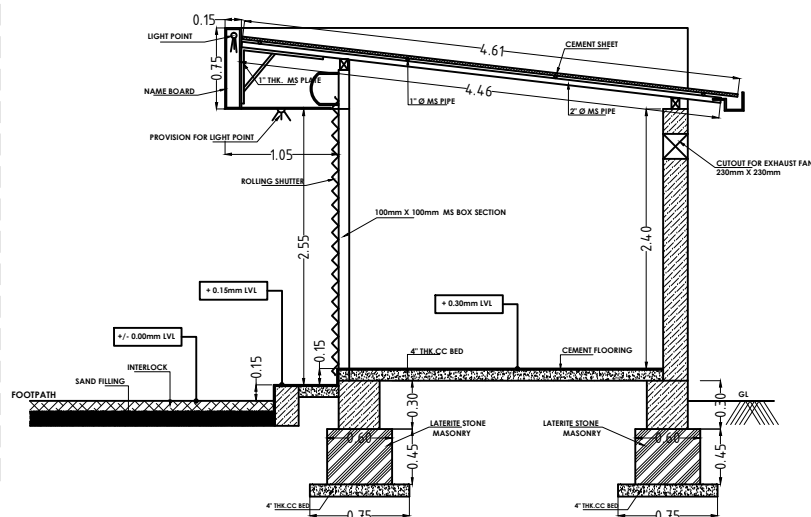 0.15
LIGHT POINT
4.61
CEMENT SHEET
0.75
1" THK. MS PLATE
4.46
NAME BOARD
1" Ø MS PIPE
2" Ø MS PIPE
PROVISION FOR LIGHT POINT
1.05
CUTOUT FOR EXHAUST FAN
230mm X 230mm
ROLLING SHUTTER
100mm X 100mm MS BOX SECTION
2.55
2.40
+ 0.15mm LVL
+ 0.30mm LVL
+/- 0.00mm LVL
0.15
4" THK.CC BED
CEMENT FLOORING
INTERLOCK
0.15
SAND FILLING
FOOTPATH
GL
0.30
0.30
LATERITE STONE
MASONRY
LATERITE STONE
MASONRY
0.60
0.60
0.45
0.45
4" THK.CC BED
4" THK.CC BED
0.75
0.75